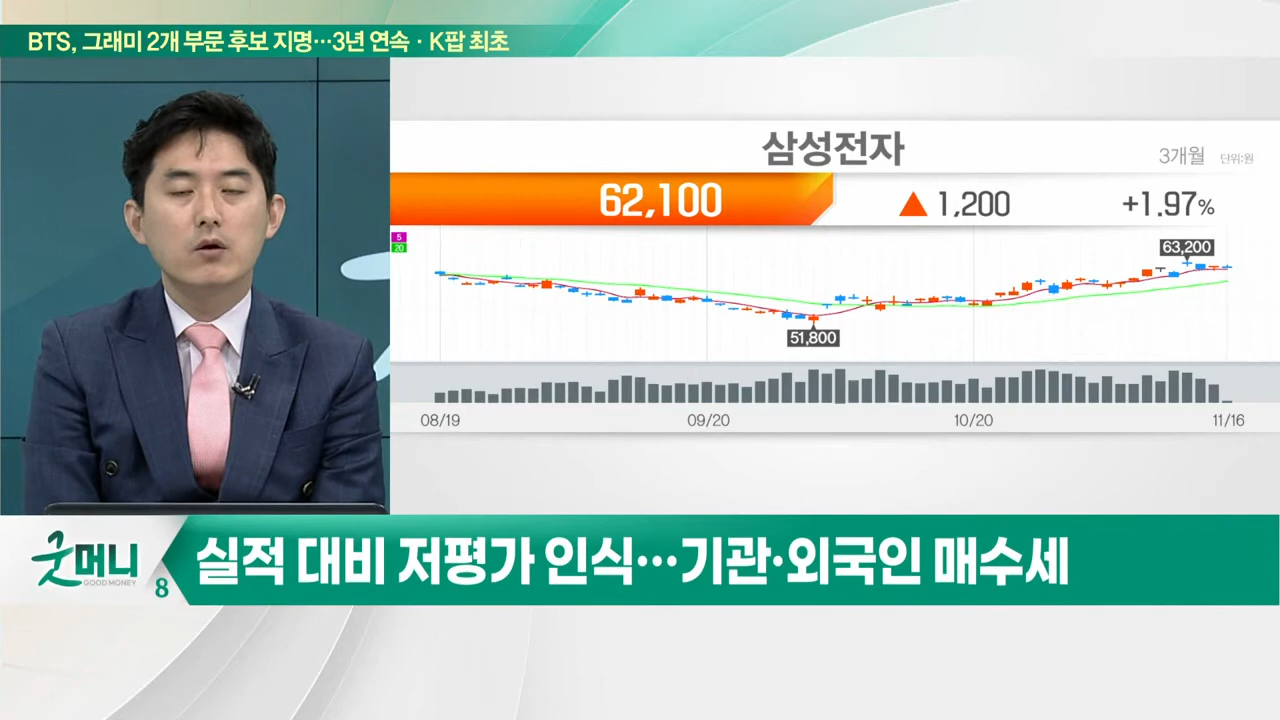 BTS, 그래미 2개 부문 후보 지명…3년 연속 · K팝 최초
삼성전자
3개월 단위:원
62,100 ▲ 1,200 +1.97%
5
20
63,200
51,800
08/19 09/20 10/20 11/16
굿머니
GOOD MONEY
8
실적 대비 저평가 인식…기관·외국인 매수세